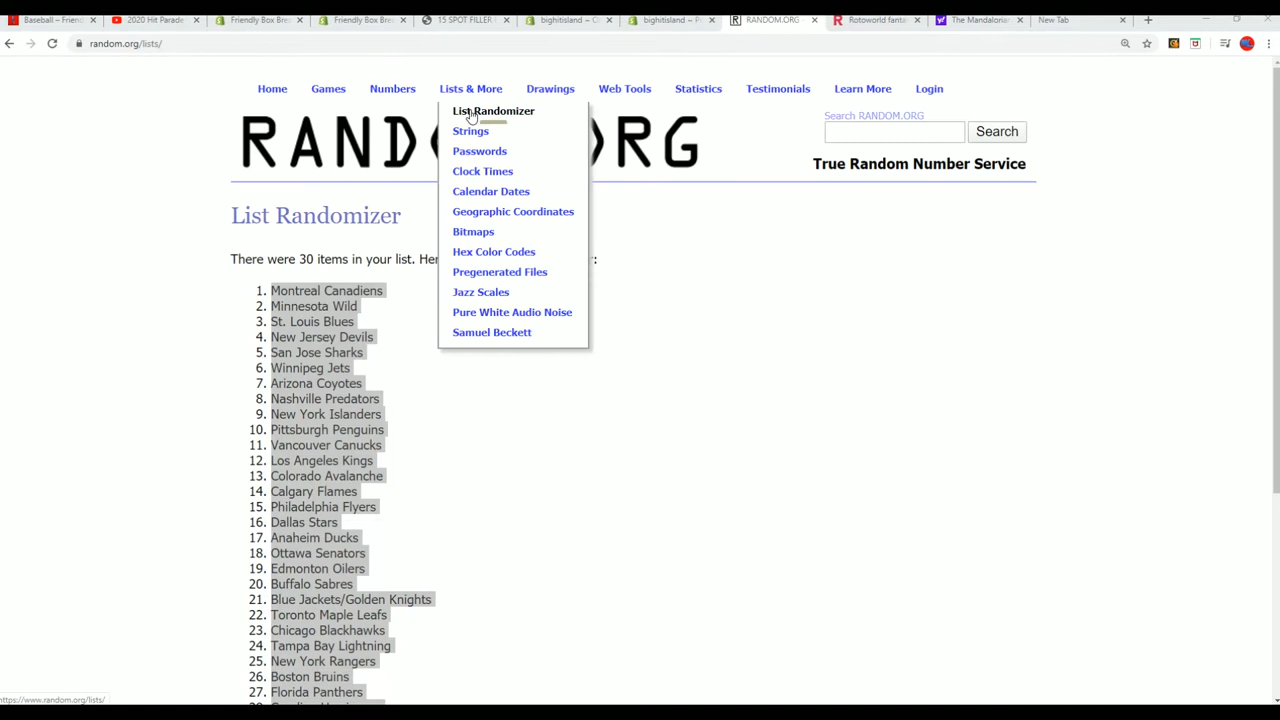 Baseball – Friendl
2020 Hit Parade
Friendly Box Bre
Friendly Box Bre
15 SPOT FILLER
bighitisland ~
bighitisland ~
RANDOM.ORG -
Rotoworld fanta
The Mandalorian
New Tab
random.org/lists/
Home Games Numbers Lists & More Drawings Web Tools Statistics Testimonials Learn More Login
List Randomizer
Strings
Passwords
Clock Times
Calendar Dates
Geographic Coordinates
Bitmaps
Hex Color Codes
Pregenerated Files
Jazz Scales
Pure White Audio Noise
Samuel Beckett
Search RANDOM.ORG
Search
RAND RG
True Random Number Service
List Randomizer
There were 30 items in your list. Her :
1. Montreal Canadiens
2. Minnesota Wild
3. St. Louis Blues
4. New Jersey Devils
5. San Jose Sharks
6. Winnipeg Jets
7. Arizona Coyotes
8. Nashville Predators
9. New York Islanders
10. Pittsburgh Penguins
11. Vancouver Canucks
12. Los Angeles Kings
13. Colorado Avalanche
14. Calgary Flames
15. Philadelphia Flyers
16. Dallas Stars
17. Anaheim Ducks
18. Ottawa Senators
19. Edmonton Oilers
20. Buffalo Sabres
21. Blue Jackets/Golden Knights
22. Toronto Maple Leafs
23. Chicago Blackhawks
24. Tampa Bay Lightning
25. New York Rangers
26. Boston Bruins
27. Florida Panthers
https://www.random.org/lists/